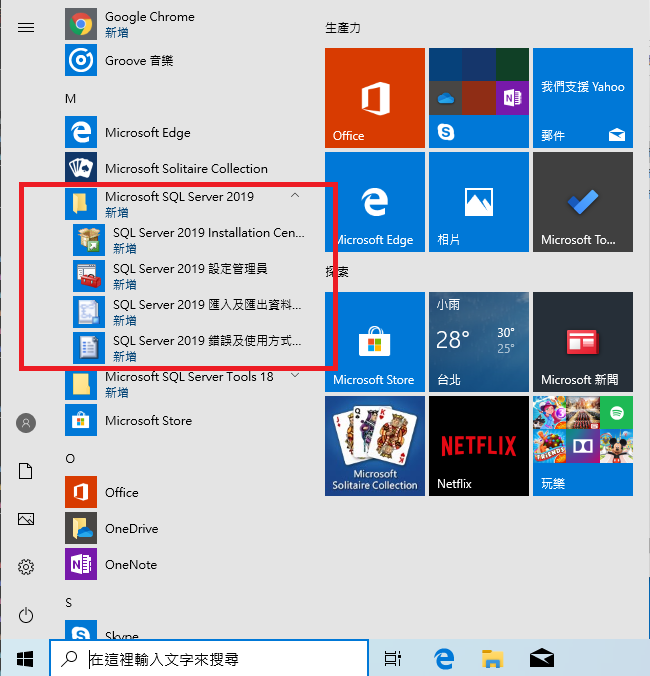 Google Chrome
新增
Groove 音樂
M
Microsoft Edge
Microsoft Solitaire Collection
Microsoft SQL Server 2019
新增
SQL Server 2019 Installation Cen...
新增
SQL Server 2019 設定管理員
新增
SQL Server 2019 匯入及匯出資料...
新增
SQL Server 2019 錯誤及使用方式...
新增
Microsoft SQL Server Tools 18
新增
Microsoft Store
O
Office
OneDrive
OneNote
S
Skype
生產力
Office
我們支援 Yahoo
郵件
Microsoft Edge
相片
Microsoft To...
探索
Microsoft Store
小雨
28°
30°
25°
台北
Microsoft 新聞
Microsoft
Solitaire Collection
NETFLIX
Netflix
玩樂
在這裡輸入文字來搜尋